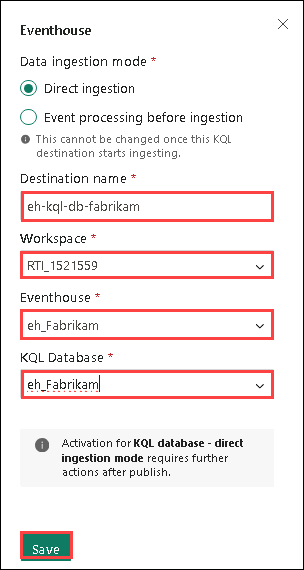 Eventhouse
Data ingestion mode *
Direct ingestion
Event processing before ingestion
This cannot be changed once this KQL
destination starts ingesting.
Destination name *
eh-kql-db-fabrikam
Workspace *
RTI_1521559
Eventhouse *
eh_Fabrikam
KQL Database *
eh_Fabrikam
Activation for KQL database - direct
ingestion mode requires further
actions after publish.
Save